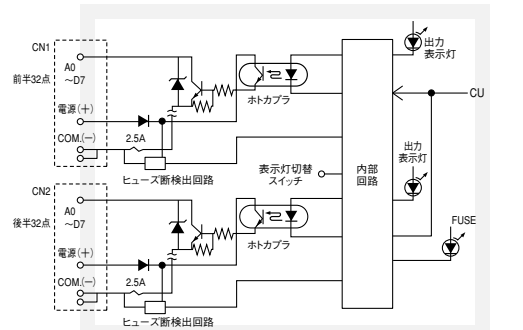 CN1
前半32点
A0
~D7
電源(+)
COM.(−)
2.5A
ヒューズ断検出回路
ホトカプラ
出力
表示灯
CU
表示灯切替
スイッチ
内部
回路
出力
表示灯
FUSE
CN2
後半32点
A0
~D7
電源(+)
COM.(−)
2.5A
ヒューズ断検出回路
ホトカプラ